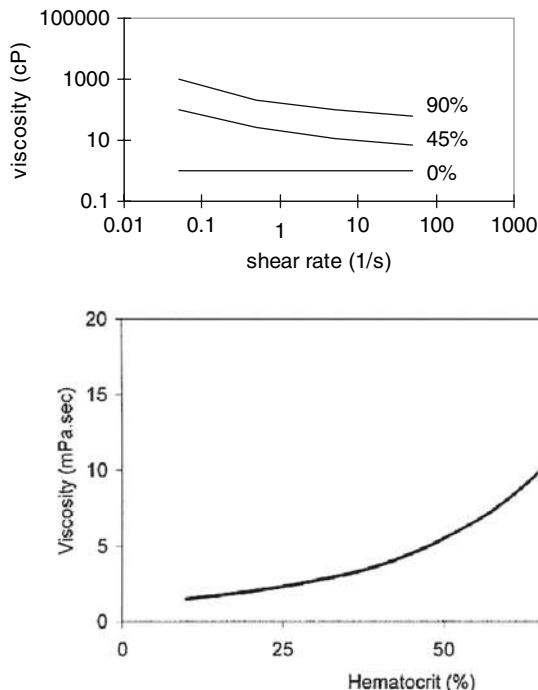 100000
1000
10
0.1
viscosity (cP)
90%
45%
0%
0.01 0.1 1 10 100 1000
shear rate (1/s)
20
15
10
5
0
Viscosity (mPa.sec)
0 25 50
Hematocrit (%)